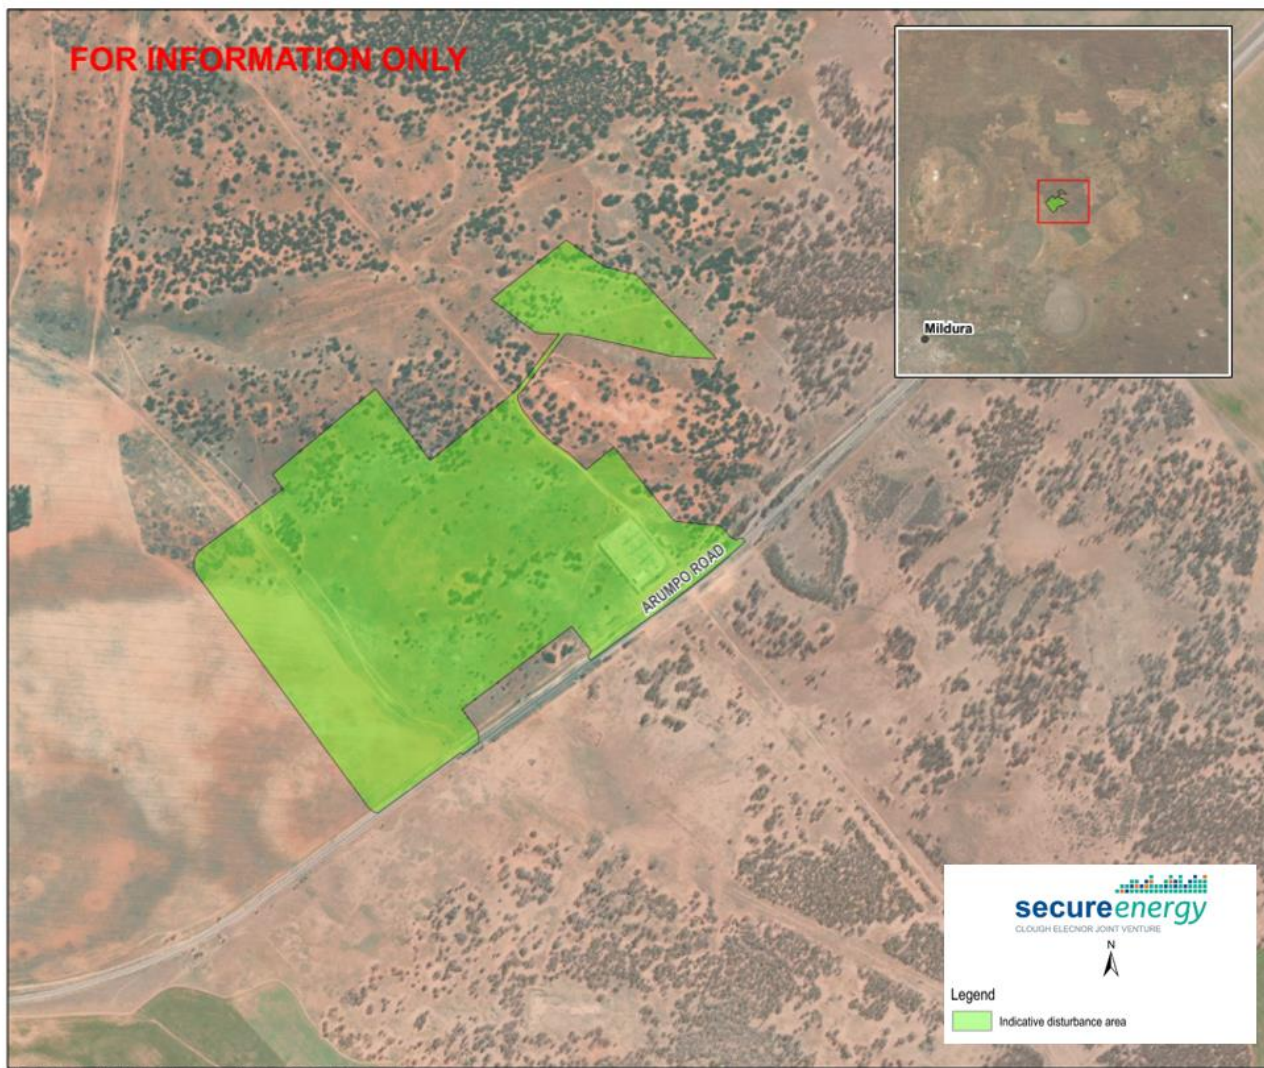 FOR INFORMATION ONLY
Mildura
ARUMPO ROAD
secureenergy
CLOUGH ELECNOR JOINT VENTURE
N
Legend
Indicative disturbance area